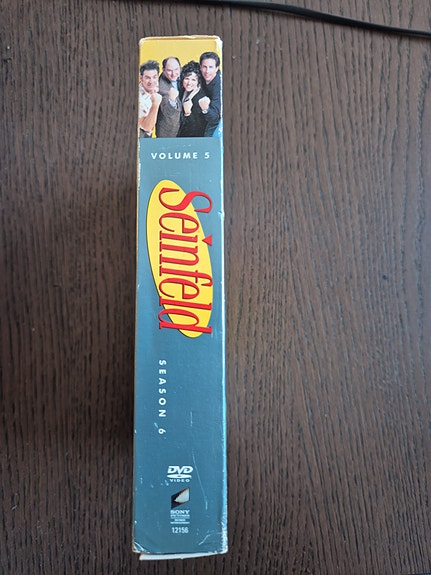 VOLUME 5
Seinfeld
SEASON 6
DVD
VIDEO
SONY
12156